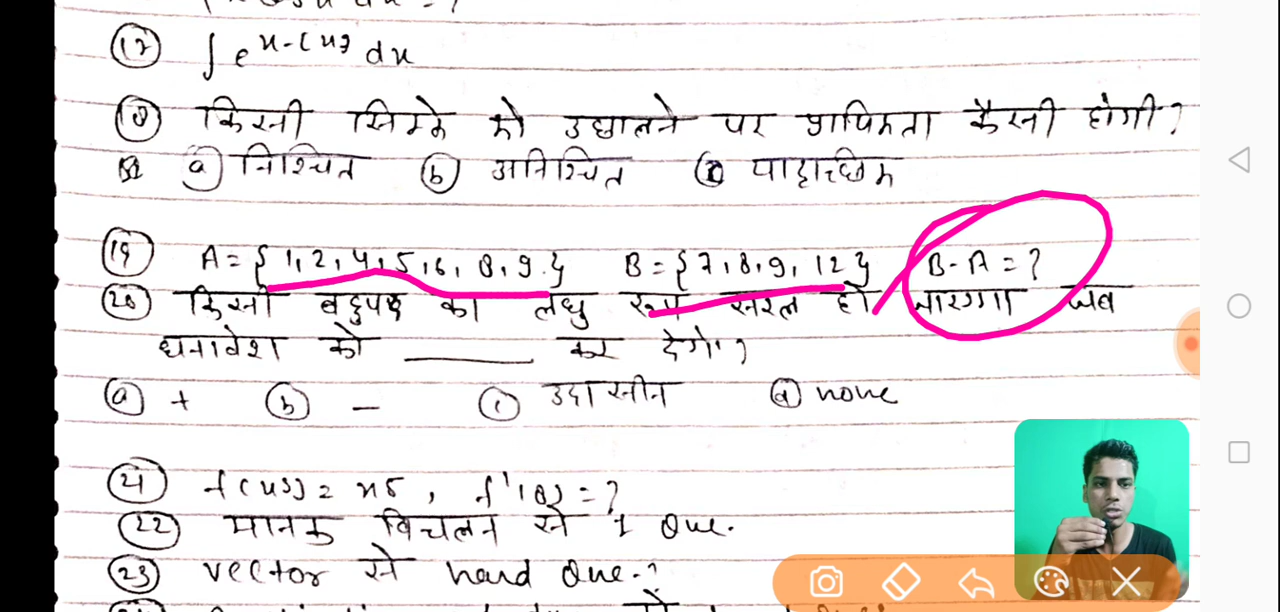 (17) ∫ e^x-(x) dx
(18) किसी सिक्के को उछालने पर प्रायिकता कैसी होगी?
(a) निश्चित (b) अनिश्चित (c) यादृच्छिक
(19) A = {1, 2, 4, 5, 6, 8, 9} B = {7, 8, 9, 12} B - A = ?
(20) किसी बहुपद का लघु रूप सरल हो जाएगा जब
धनावेश को ______ कर देगे?
(a) + (b) - (c) उदासीन (d) none
(21) f(x) = x5, f'(0) = ?
(22) मानक विचलन से 1 Que.
(23) vector से hard Que.?